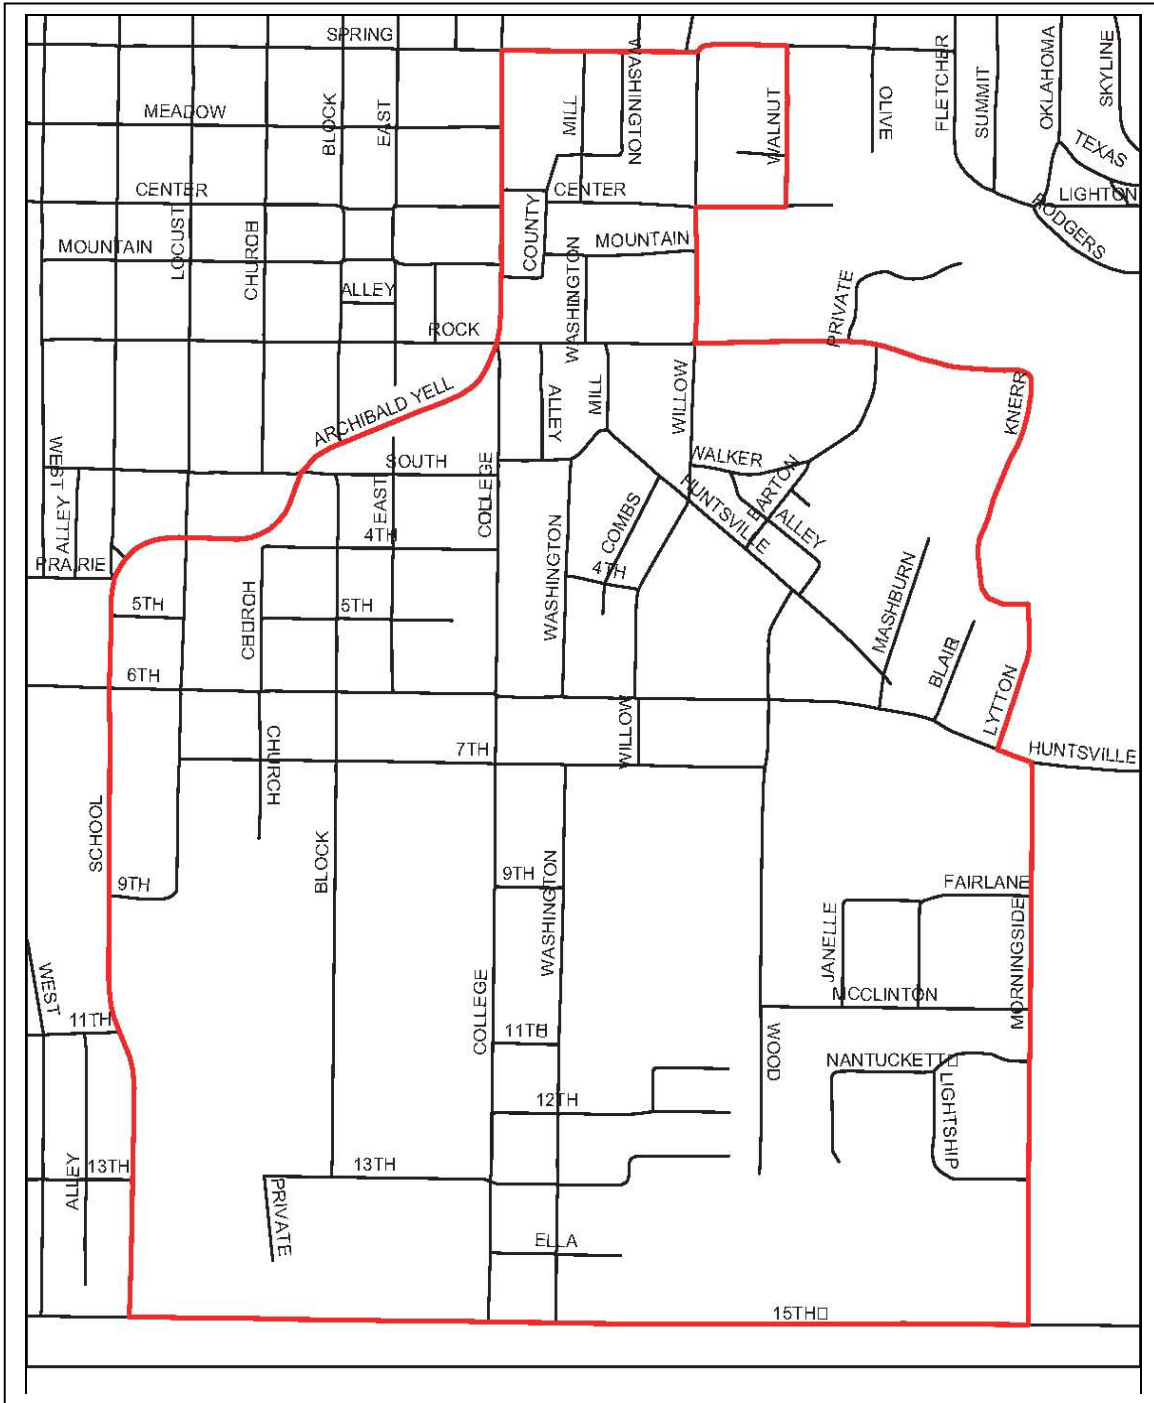 SPRING
WASHINGTON
FLETCHER
OKLAHOMA
SKYLINE
SUMMIT
MEADOW
BLOCK
EAST
MILL
WALNUT
OLIVE
TEXAS
CENTER
CENTER
LIGHTON
RODGERS
LOCUST
CHURCH
COUNTY
MOUNTAIN
MOUNTAIN
WASHINGTON
ALLEY
PRIVATE
ROCK
ARCHIBALD YELL
ALLEY
MILL
WILLOW
KNERR
WEST ALLEY
SOUTH
COLLEGE
WALKER
HUNTSVILLE
BARTON
ALLEY
EAST
COMBS
4TH
WASHINGTON
4TH
PRAIRIE
MASHBURN
5TH
CHURCH
5TH
BLAIR
LYTTON
6TH
WILLOW
7TH
CHURCH
HUNTSVILLE
SCHOOL
BLOCK
9TH
9TH
WASHINGTON
FAIRLANE
JANELLE
MORNINGSIDE
MCCLINTON
WEST
11TH
COLLEGE
11TH
WOOD
NANTUCKETT□
LIGHTSHIP
12TH
ALLEY
13TH
13TH
PRIVATE
ELLA
15TH□